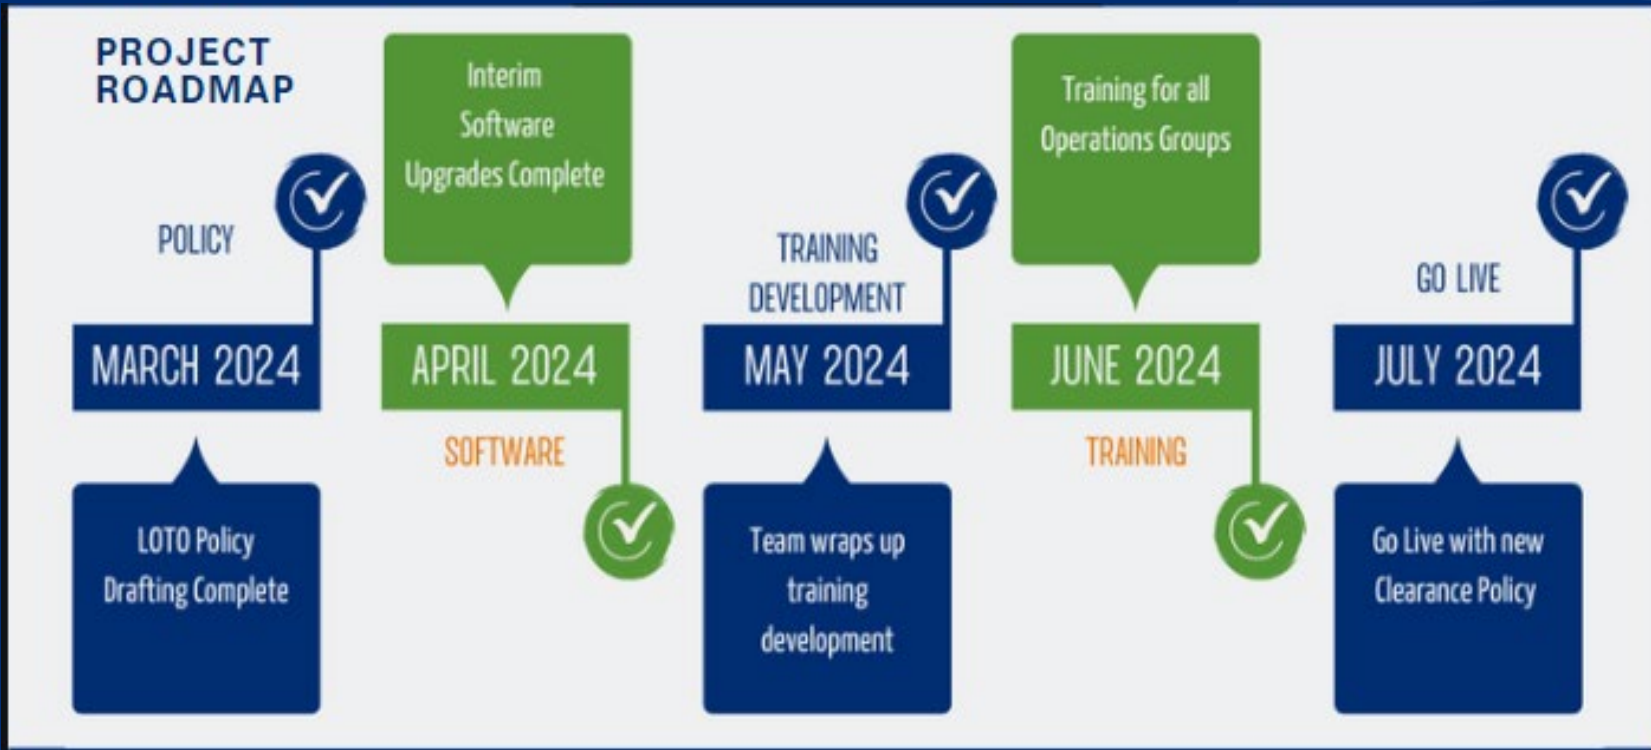 PROJECT
ROADMAP
POLICY
MARCH 2024
LOTO Policy
Drafting Complete
Interim
Software
Upgrades Complete
APRIL 2024
SOFTWARE
TRAINING
DEVELOPMENT
MAY 2024
Team wraps up
training
development
Training for all
Operations Groups
JUNE 2024
TRAINING
GO LIVE
JULY 2024
Go Live with new
Clearance Policy